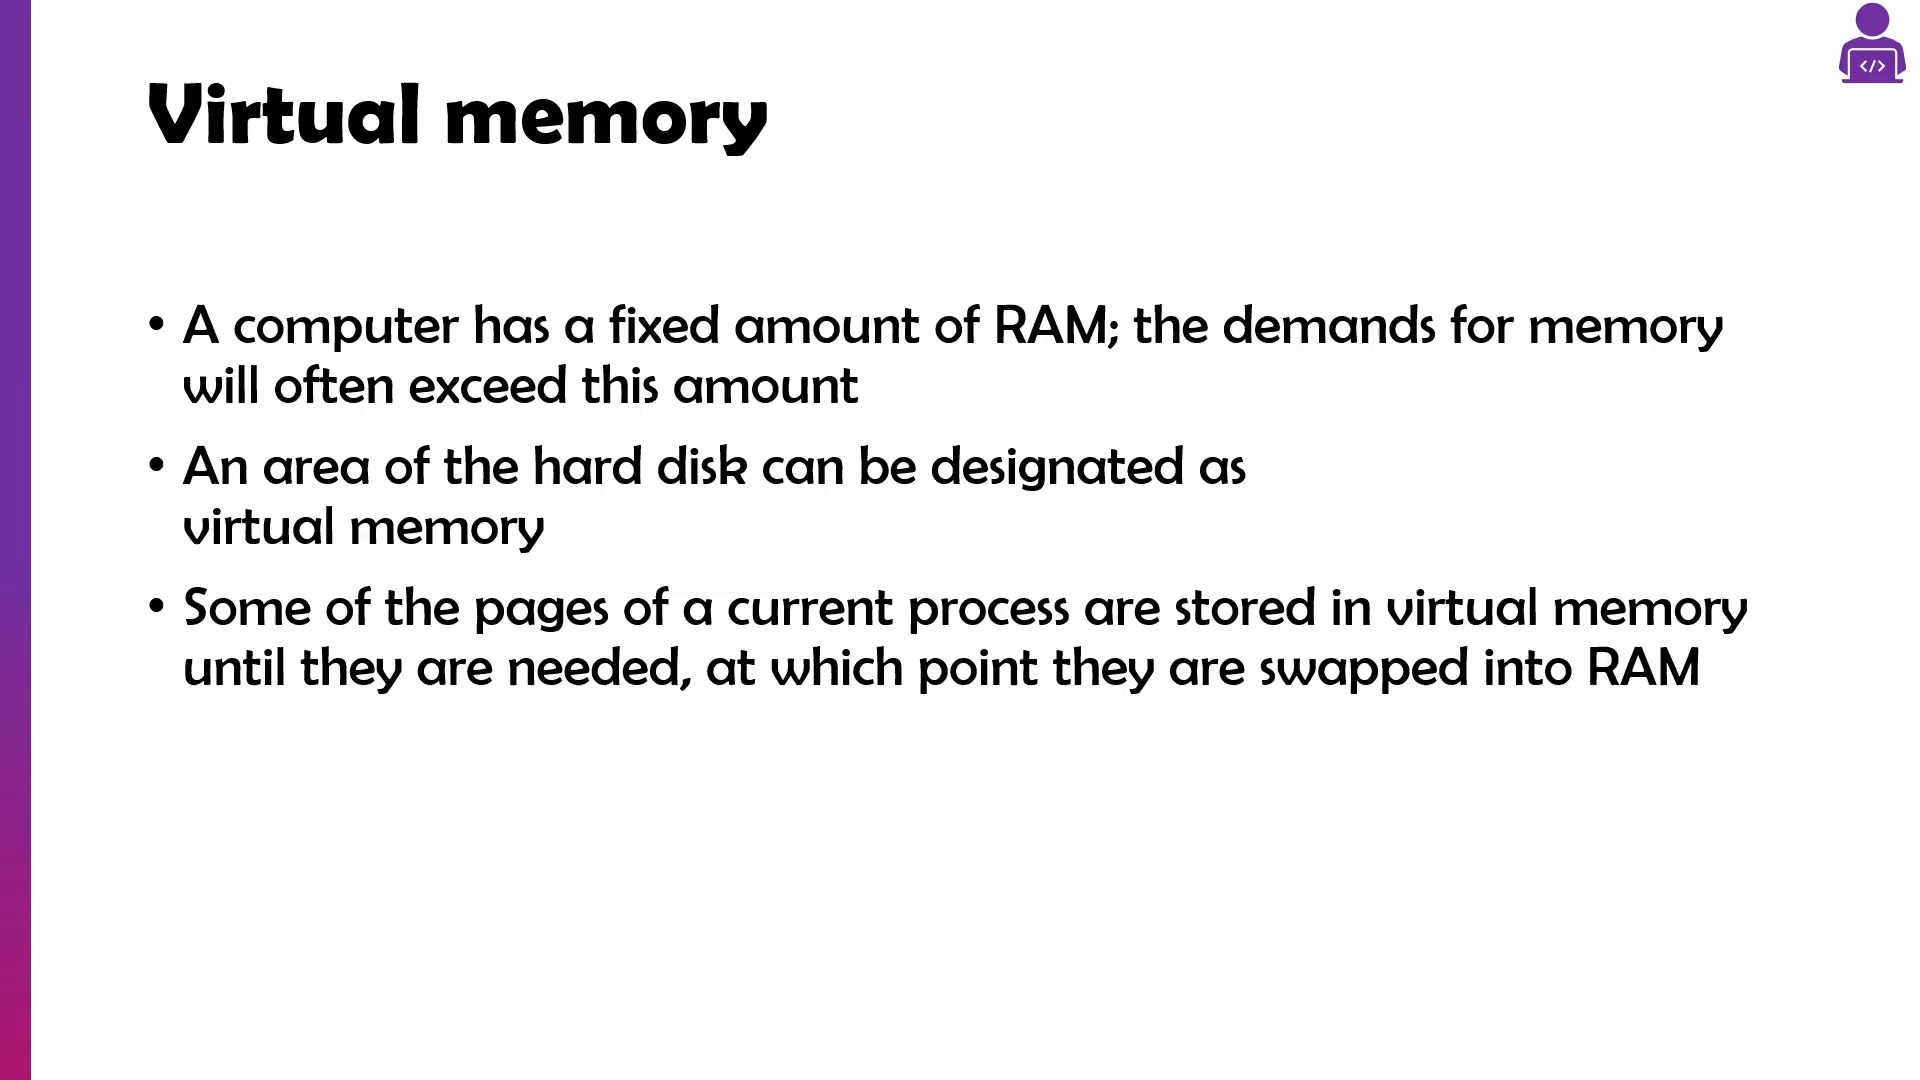 </>
Virtual memory
• A computer has a fixed amount of RAM; the demands for memory
will often exceed this amount
• An area of the hard disk can be designated as
virtual memory
• Some of the pages of a current process are stored in virtual memory
until they are needed, at which point they are swapped into RAM